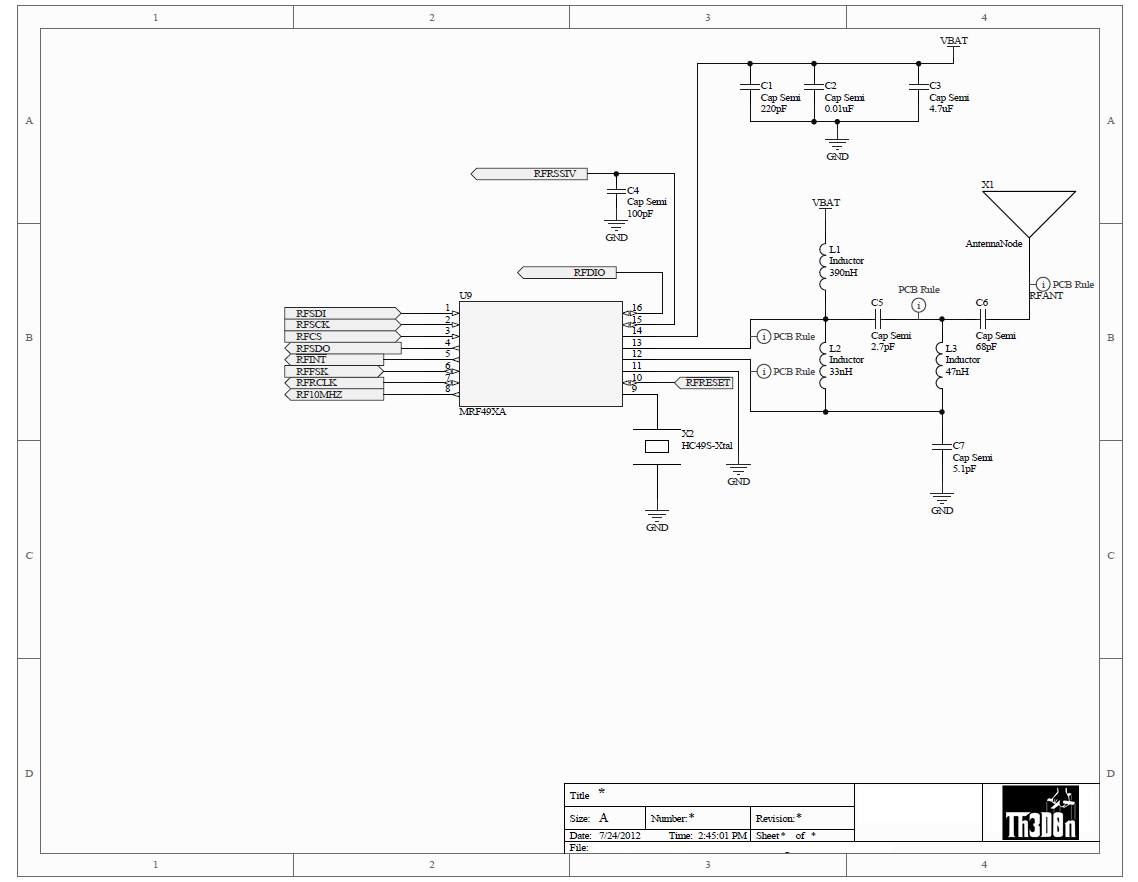 1 2 3 4
VBAT
C1
Cap Semi
220pF
C2
Cap Semi
0.01uF
C3
Cap Semi
4.7uF
A A
GND
RFRSSIV
C4
Cap Semi
100pF
GND
X1
AntennaNode
VBAT
L1
Inductor
390nH
RFDIO
PCB Rule
i
i PCB Rule
RFANT
U9
RFSDI 1
RFSCK 2
RFCS 3
RFSDO 4
RFINT 5
RFFSK 6
RFRCLK 7
RF10MHZ 8
16
15
14
13
12
11
10
9
RFRESET
MRF49XA
B B
i PCB Rule
i PCB Rule
C5
Cap Semi
2.7pF
C6
Cap Semi
68pF
L2
Inductor
33nH
L3
Inductor
47nH
X2
HC49S-Xtal
GND
GND
C7
Cap Semi
5.1pF
GND
C C
D D
Title *
Size: A Number:* Revision:*
Date: 7/24/2012 Time: 2:45:01 PM Sheet* of *
File:
Th3D0n
1 2 3 4